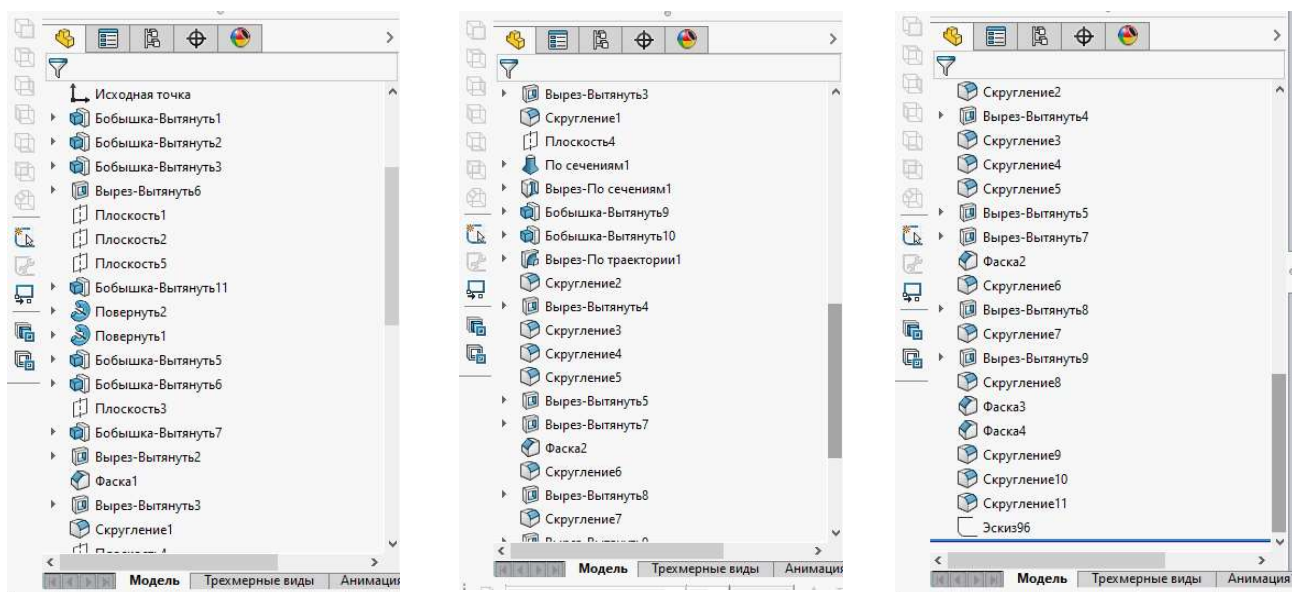 Исходная точка
Бобышка-Вытянуть1
Бобышка-Вытянуть2
Бобышка-Вытянуть3
Вырез-Вытянуть6
Плоскость1
Плоскость2
Плоскость5
Бобышка-Вытянуть11
Повернуть2
Повернуть1
Бобышка-Вытянуть5
Бобышка-Вытянуть6
Плоскость3
Бобышка-Вытянуть7
Вырез-Вытянуть2
Фаска1
Вырез-Вытянуть3
Скругление1
Плоскость4
Модель Трехмерные виды Анимация
Вырез-Вытянуть3
Скругление1
Плоскость4
По сечениям1
Вырез-По сечениям1
Бобышка-Вытянуть9
Бобышка-Вытянуть10
Вырез-По траектории1
Скругление2
Вырез-Вытянуть4
Скругление3
Скругление4
Скругление5
Вырез-Вытянуть5
Вырез-Вытянуть7
Фаска2
Скругление6
Вырез-Вытянуть8
Скругление7
Вырез-Вытянуть9
Модель Трехмерные виды Анимация
Скругление2
Вырез-Вытянуть4
Скругление3
Скругление4
Скругление5
Вырез-Вытянуть5
Вырез-Вытянуть7
Фаска2
Скругление6
Вырез-Вытянуть8
Скругление7
Вырез-Вытянуть9
Скругление8
Фаска3
Фаска4
Скругление9
Скругление10
Скругление11
Эскиз96
Модель Трехмерные виды Анимация